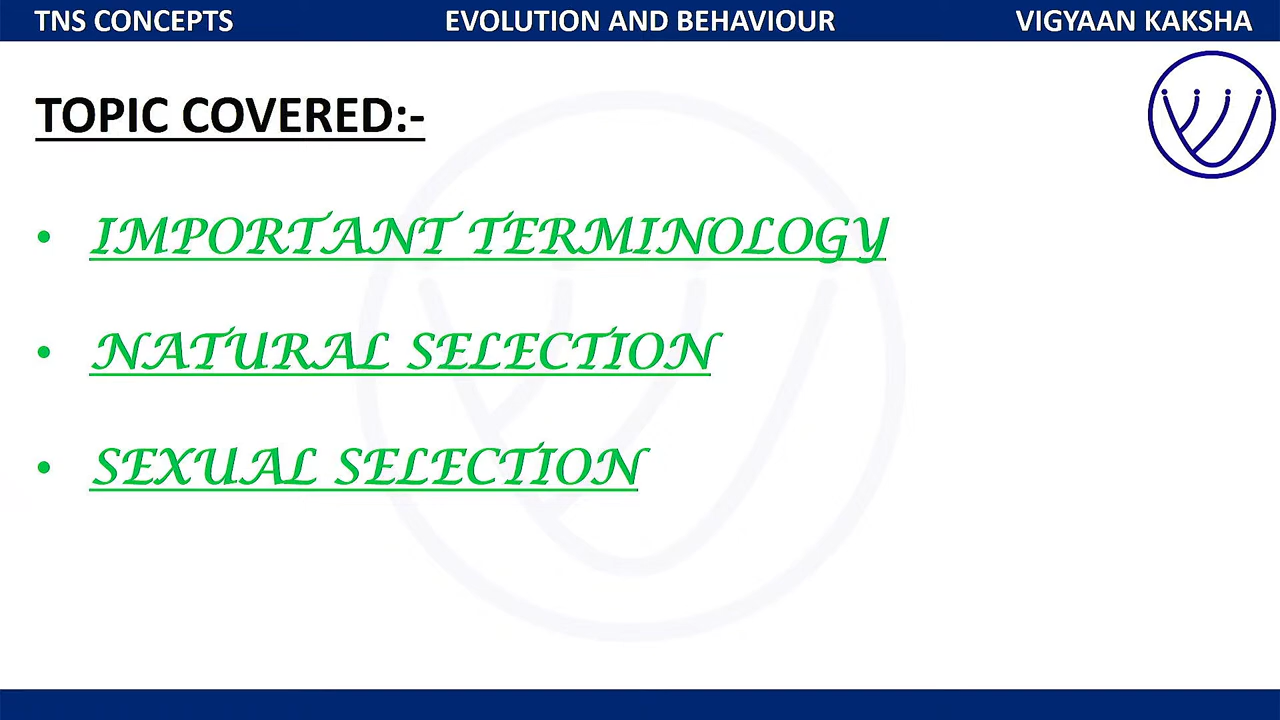 TNS CONCEPTS EVOLUTION AND BEHAVIOUR VIGYAAN KAKSHA
TOPIC COVERED:-
• IMPORTANT TERMINOLOGY
• NATURAL SELECTION
• SEXUAL SELECTION